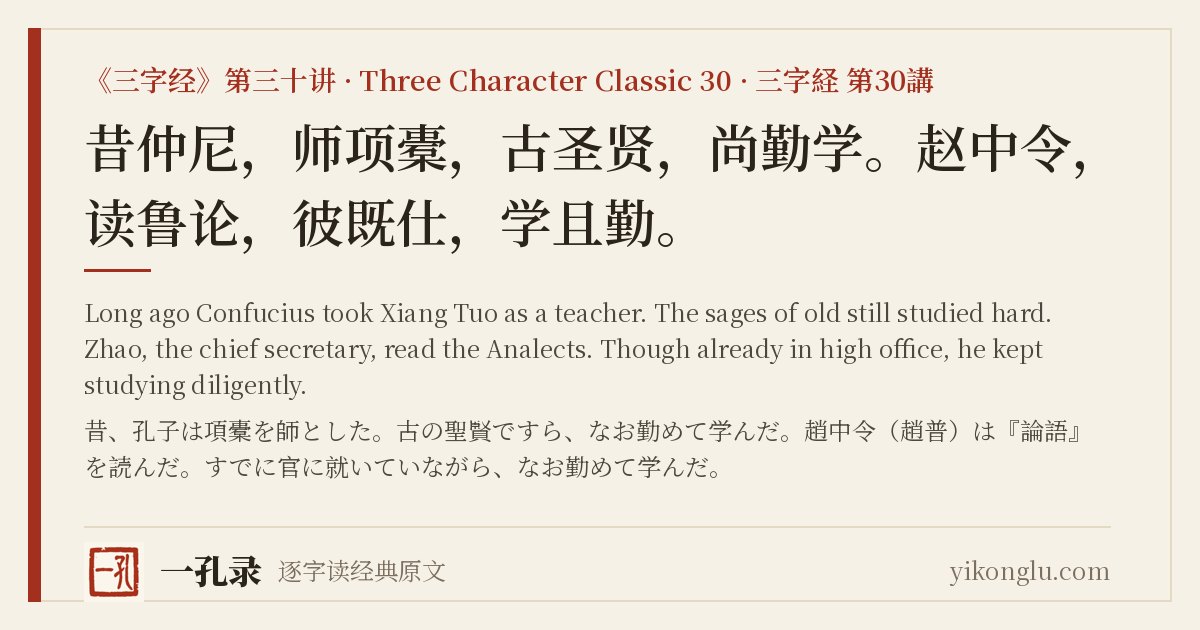 《三字经》第三十讲 · Three Character Classic 30 · 三字経 第30講
昔仲尼，师项橐，古圣贤，尚勤学。赵中令，
读鲁论，彼既仕，学且勤。
Long ago Confucius took Xiang Tuo as a teacher. The sages of old still studied hard.
Zhao, the chief secretary, read the Analects. Though already in high office, he kept
studying diligently.
昔、孔子は項橐を師とした。古の聖賢ですら、なお勤めて学んだ。趙中令（趙普）は『論語』
を読んだ。すでに官に就いていながら、なお勤めて学んだ。
一孔
一孔录 逐字读经典原文
yikonglu.com